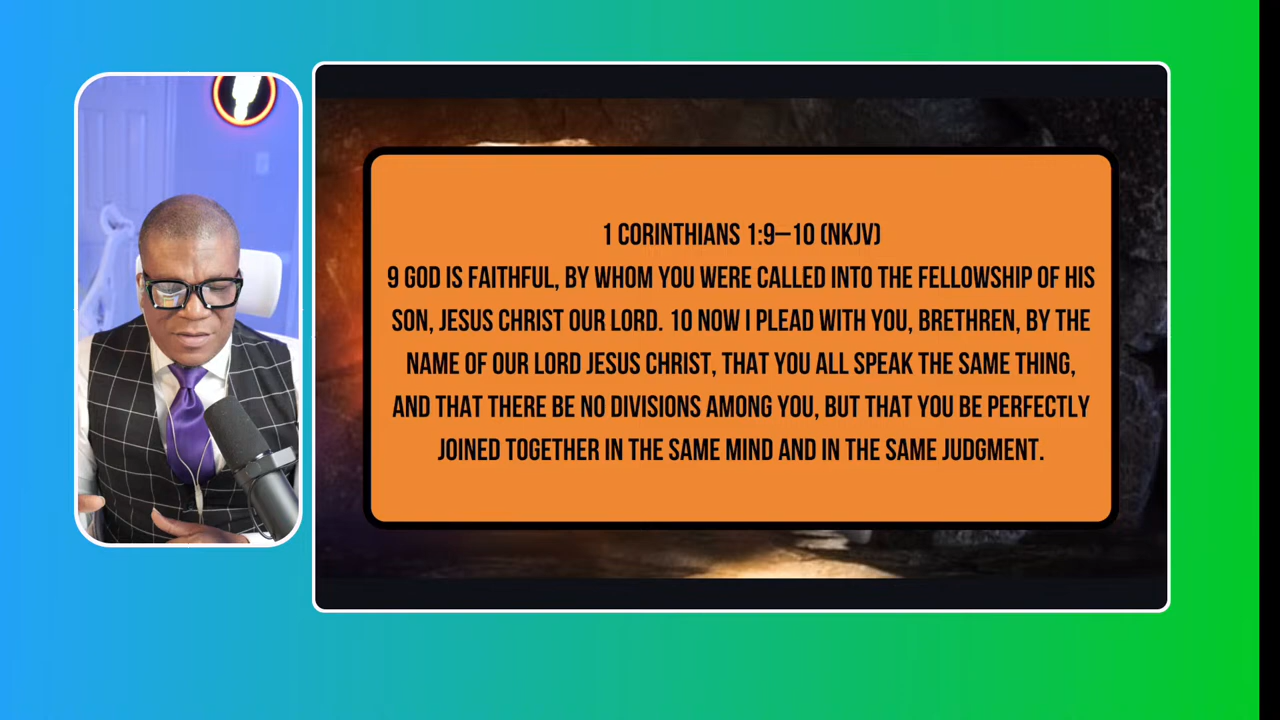 1 CORINTHIANS 1:9–10 (NKJV)
9 GOD IS FAITHFUL, BY WHOM YOU WERE CALLED INTO THE FELLOWSHIP OF HIS
SON, JESUS CHRIST OUR LORD. 10 NOW I PLEAD WITH YOU, BRETHREN, BY THE
NAME OF OUR LORD JESUS CHRIST, THAT YOU ALL SPEAK THE SAME THING,
AND THAT THERE BE NO DIVISIONS AMONG YOU, BUT THAT YOU BE PERFECTLY
JOINED TOGETHER IN THE SAME MIND AND IN THE SAME JUDGMENT.